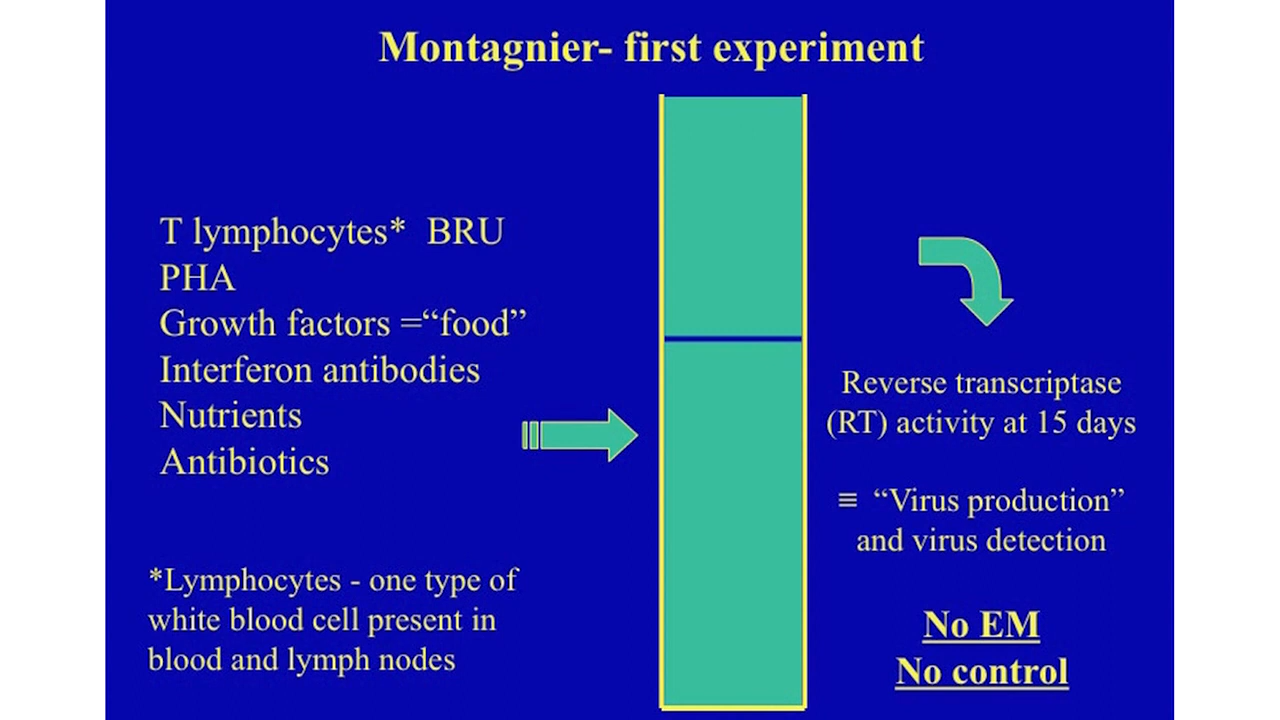 Montagnier- first experiment
T lymphocytes*  BRU
PHA
Growth factors =“food”
Interferon antibodies
Nutrients
Antibiotics
*Lymphocytes - one type of
white blood cell present in
blood and lymph nodes
Reverse transcriptase
(RT) activity at 15 days
≡ “Virus production”
and virus detection
No EM
No control